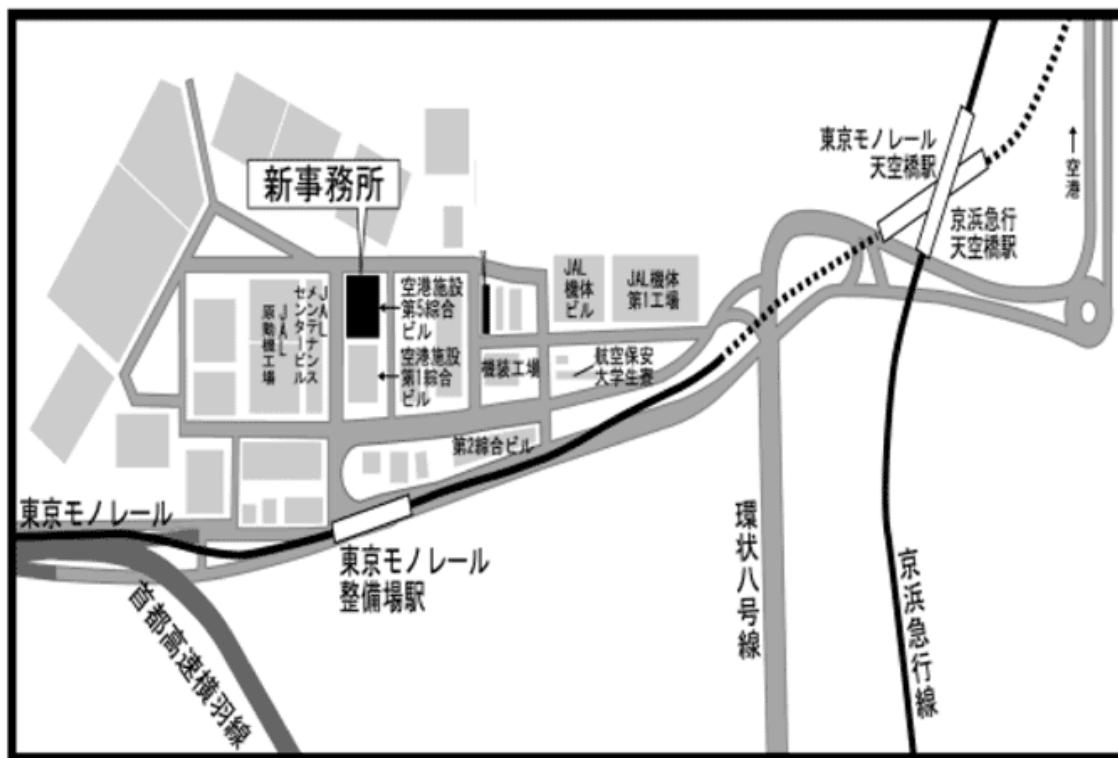 東京モノレール
天空橋駅
↑空港
京浜急行
天空橋駅
新事務所
JAL
メンテナンス
センタービル
JAL
原動機工場
空港施設
第5綜合
ビル
空港施設
第1綜合
ビル
JAL
機体
ビル
JAL機体
第1工場
機装工場
航空保安
大学生寮
第2綜合ビル
東京モノレール
東京モノレール
整備場駅
首都高速横羽線
環状八号線
京浜急行線